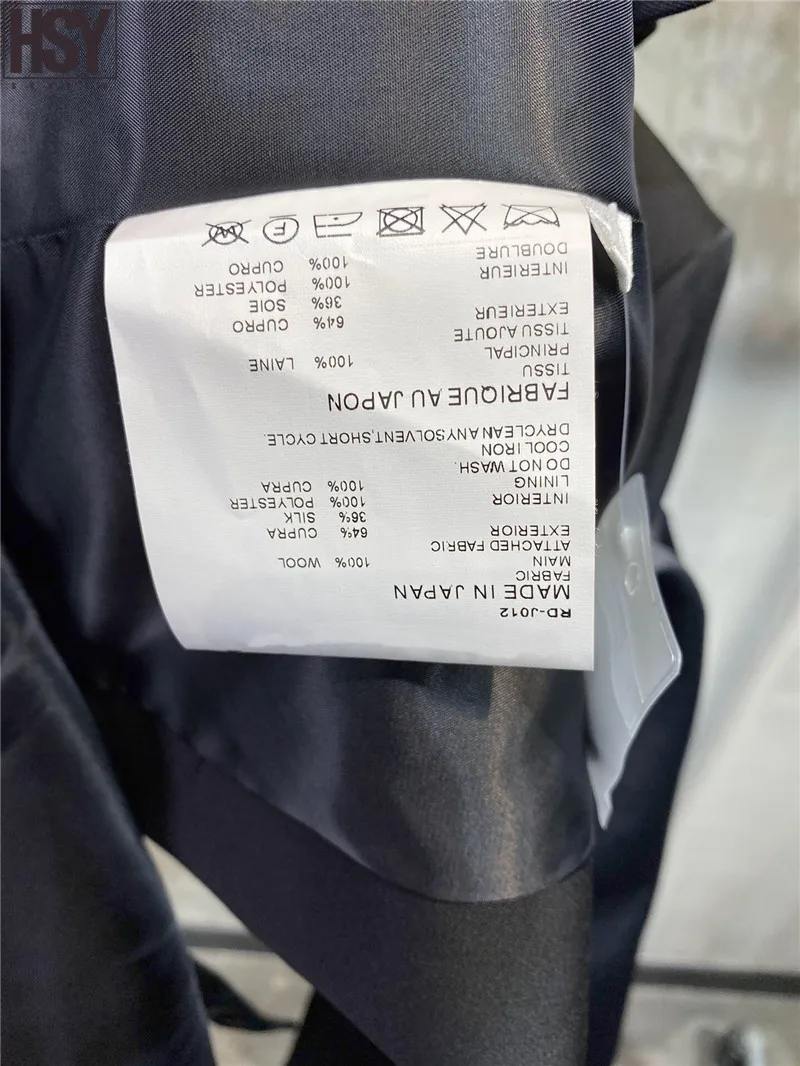 HSY
RD-J012
MADE IN JAPAN
FABRIC
MAIN 100% WOOL
ATTACHED FABRIC
EXTERIOR 64% CUPRA
36% SILK
INTERIOR 100% POLYESTER
LINING 100% CUPRA
DO NOT WASH.
COOL IRON
DRYCLEAN ANY SOLVENT,SHORT CYCLE.
FABRIQUE AU JAPON
TISSU
PRINCIPAL 100% LAINE
TISSU AJOUTE
EXTERIEUR 64% CUPRO
36% SOIE
INTERIEUR 100% POLYESTER
DOUBLURE 100% CUPRO
F W